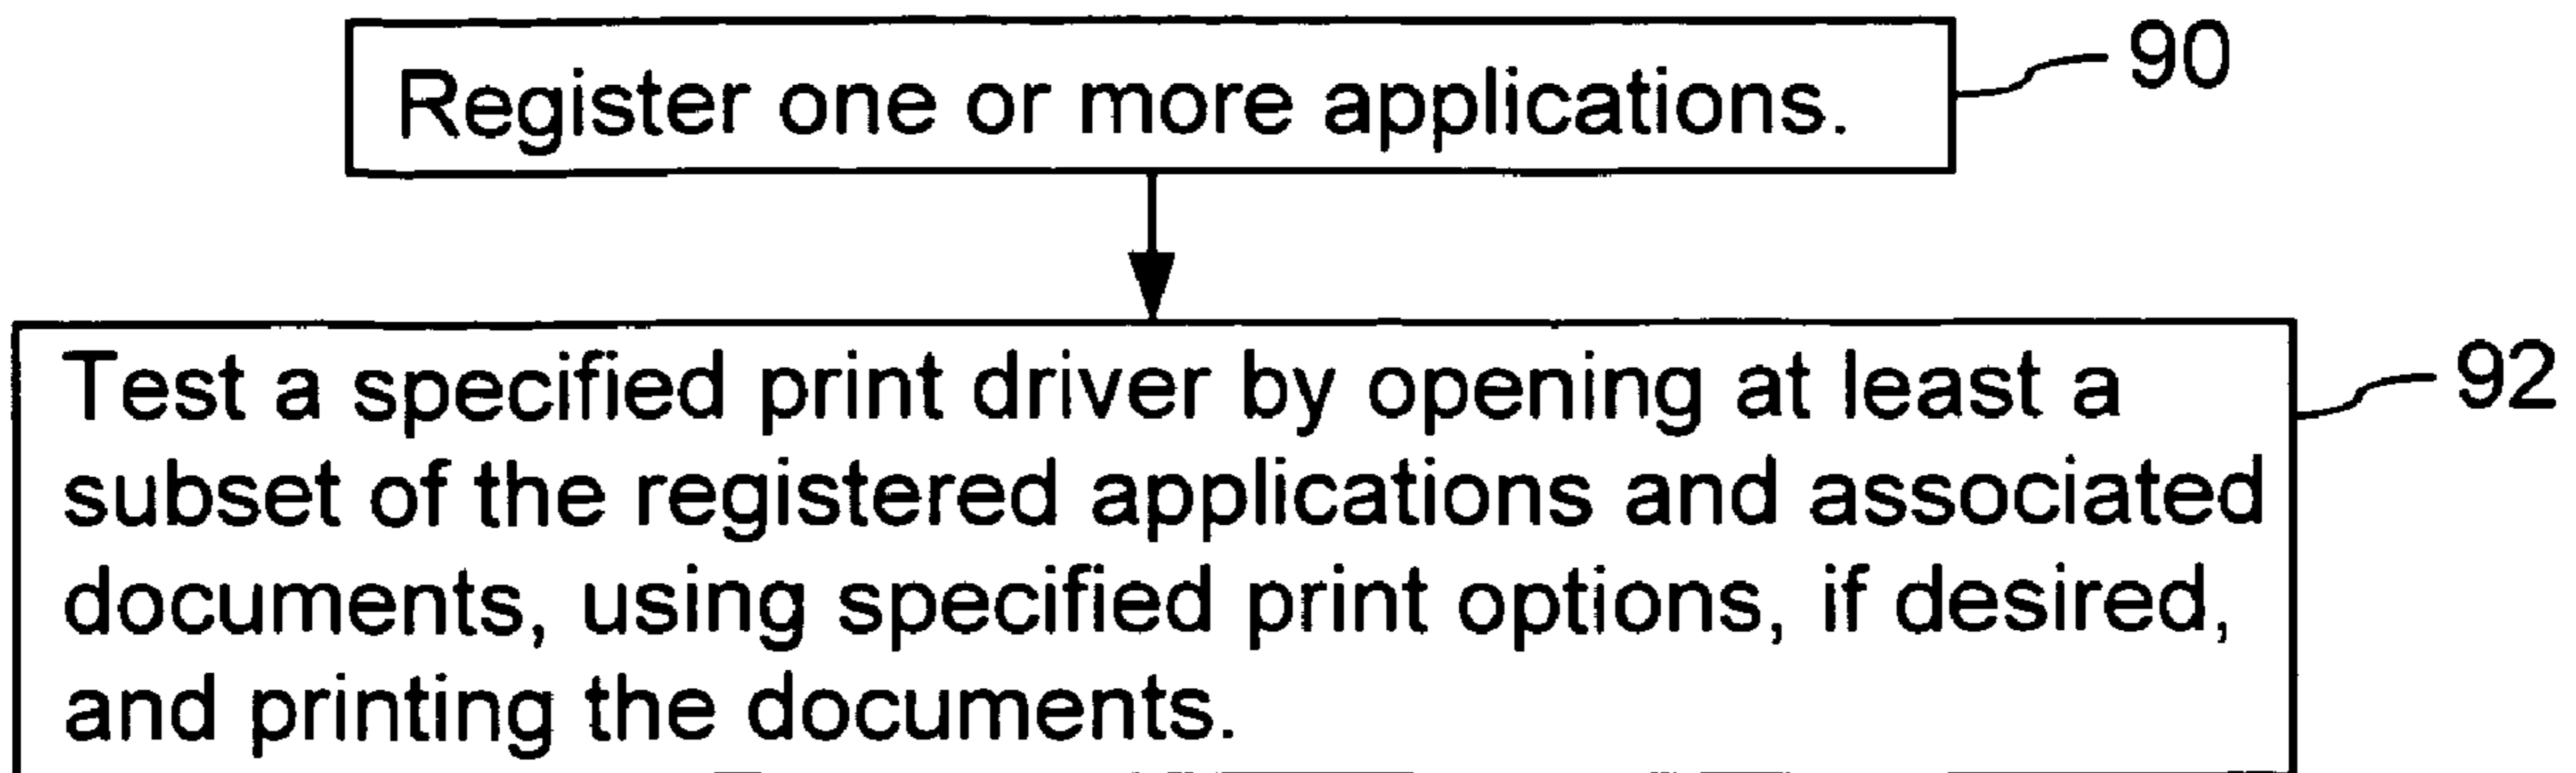 Register one or more applications.
90
Test a specified print driver by opening at least a
subset of the registered applications and associated
documents, using specified print options, if desired,
and printing the documents.
92